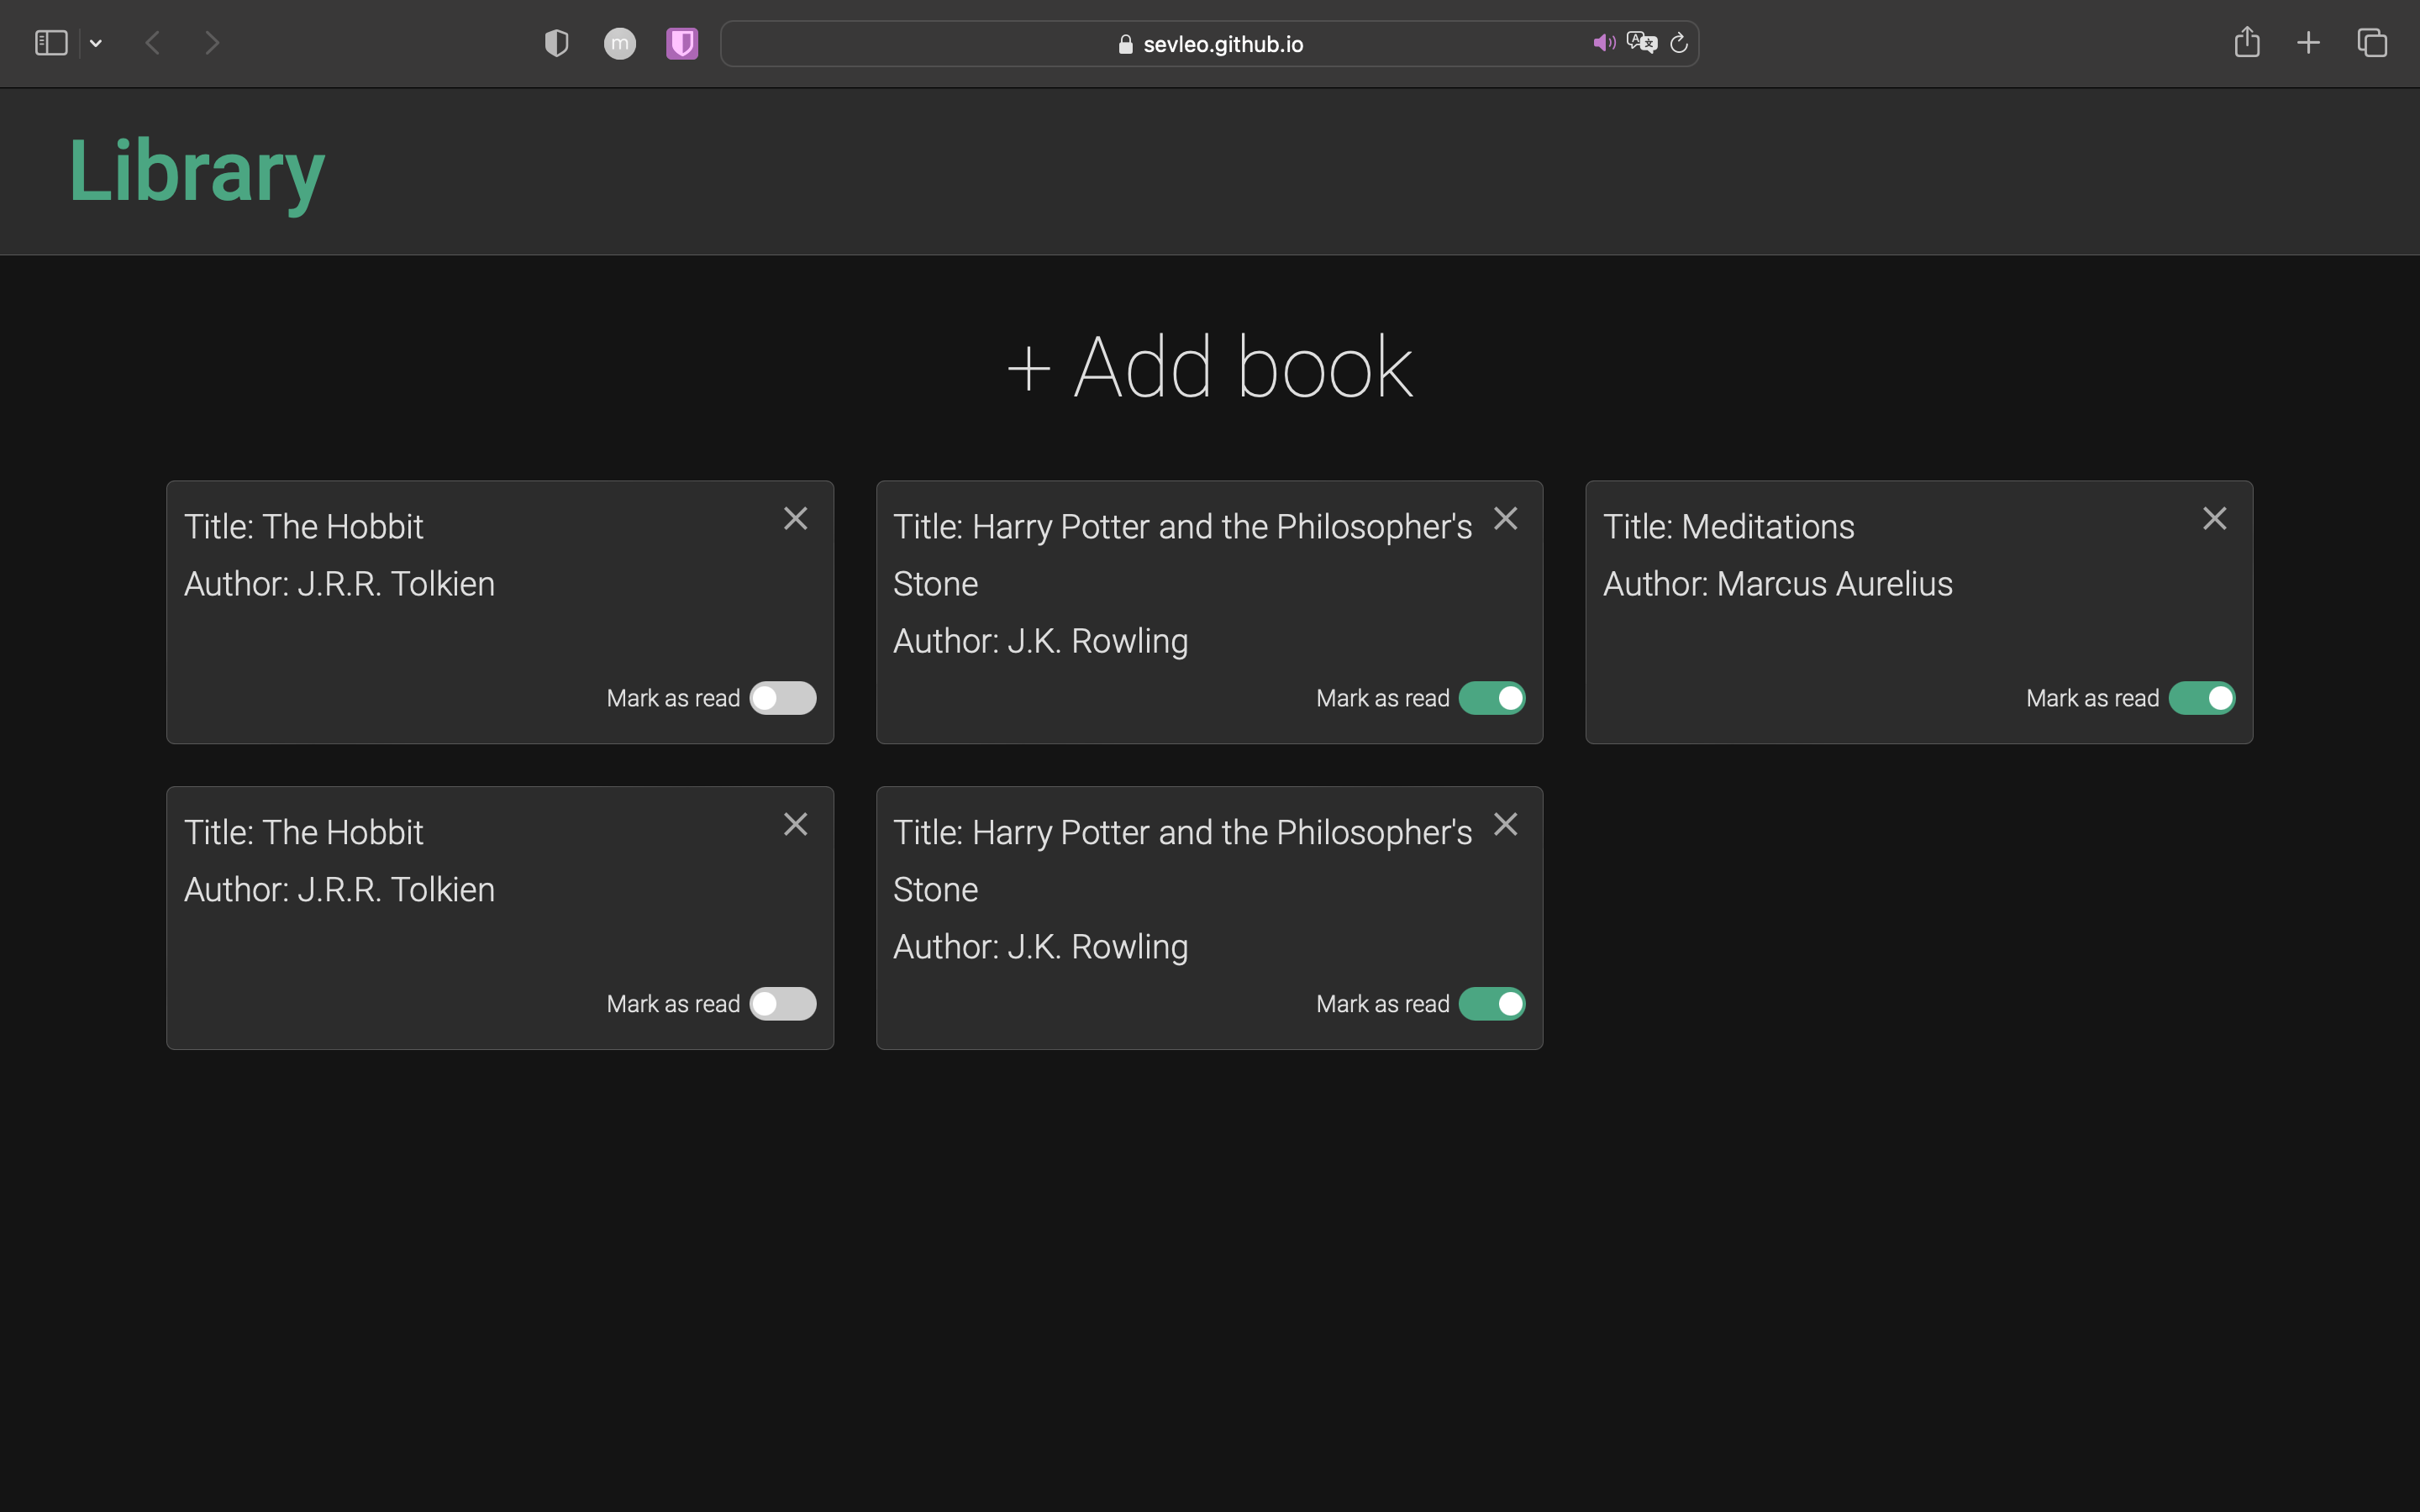 m
sevleo.github.io
Library
+ Add book
Title: The Hobbit
Author: J.R.R. Tolkien
Mark as read
Title: Harry Potter and the Philosopher's
Stone
Author: J.K. Rowling
Mark as read
Title: Meditations
Author: Marcus Aurelius
Mark as read
Title: The Hobbit
Author: J.R.R. Tolkien
Mark as read
Title: Harry Potter and the Philosopher's
Stone
Author: J.K. Rowling
Mark as read